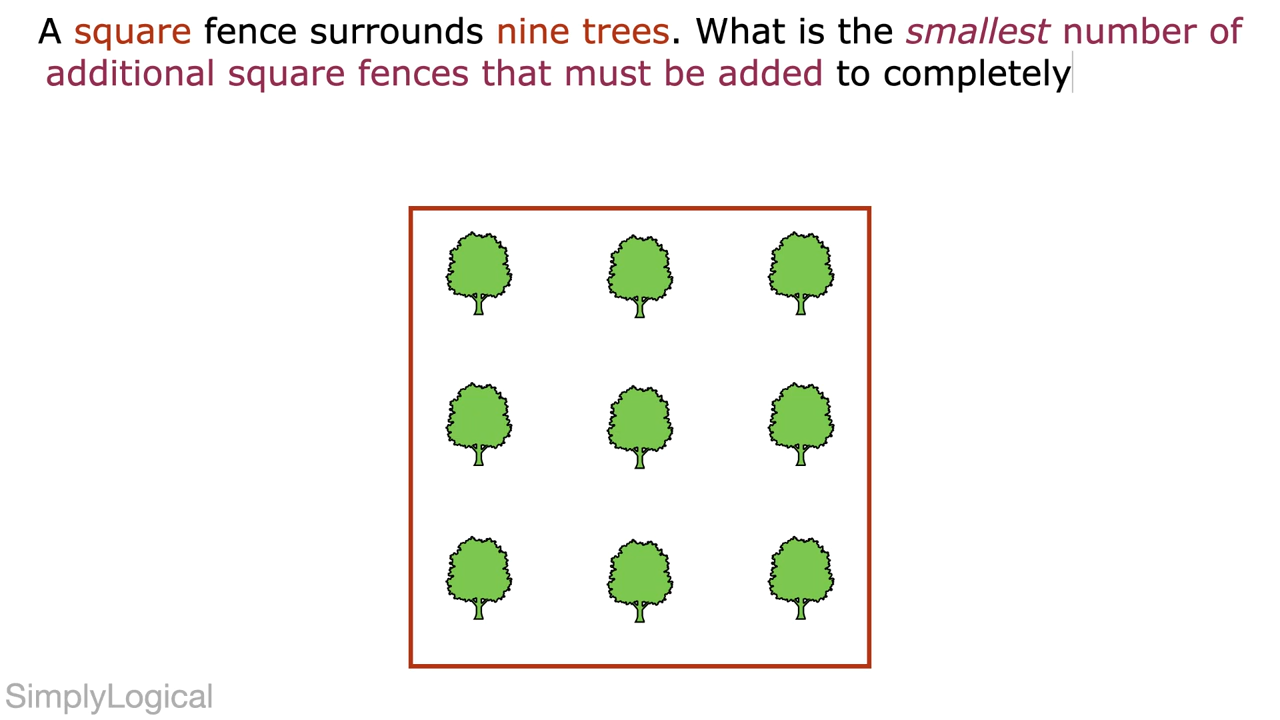 A square fence surrounds nine trees. What is the smallest number of
additional square fences that must be added to completely
SimplyLogical